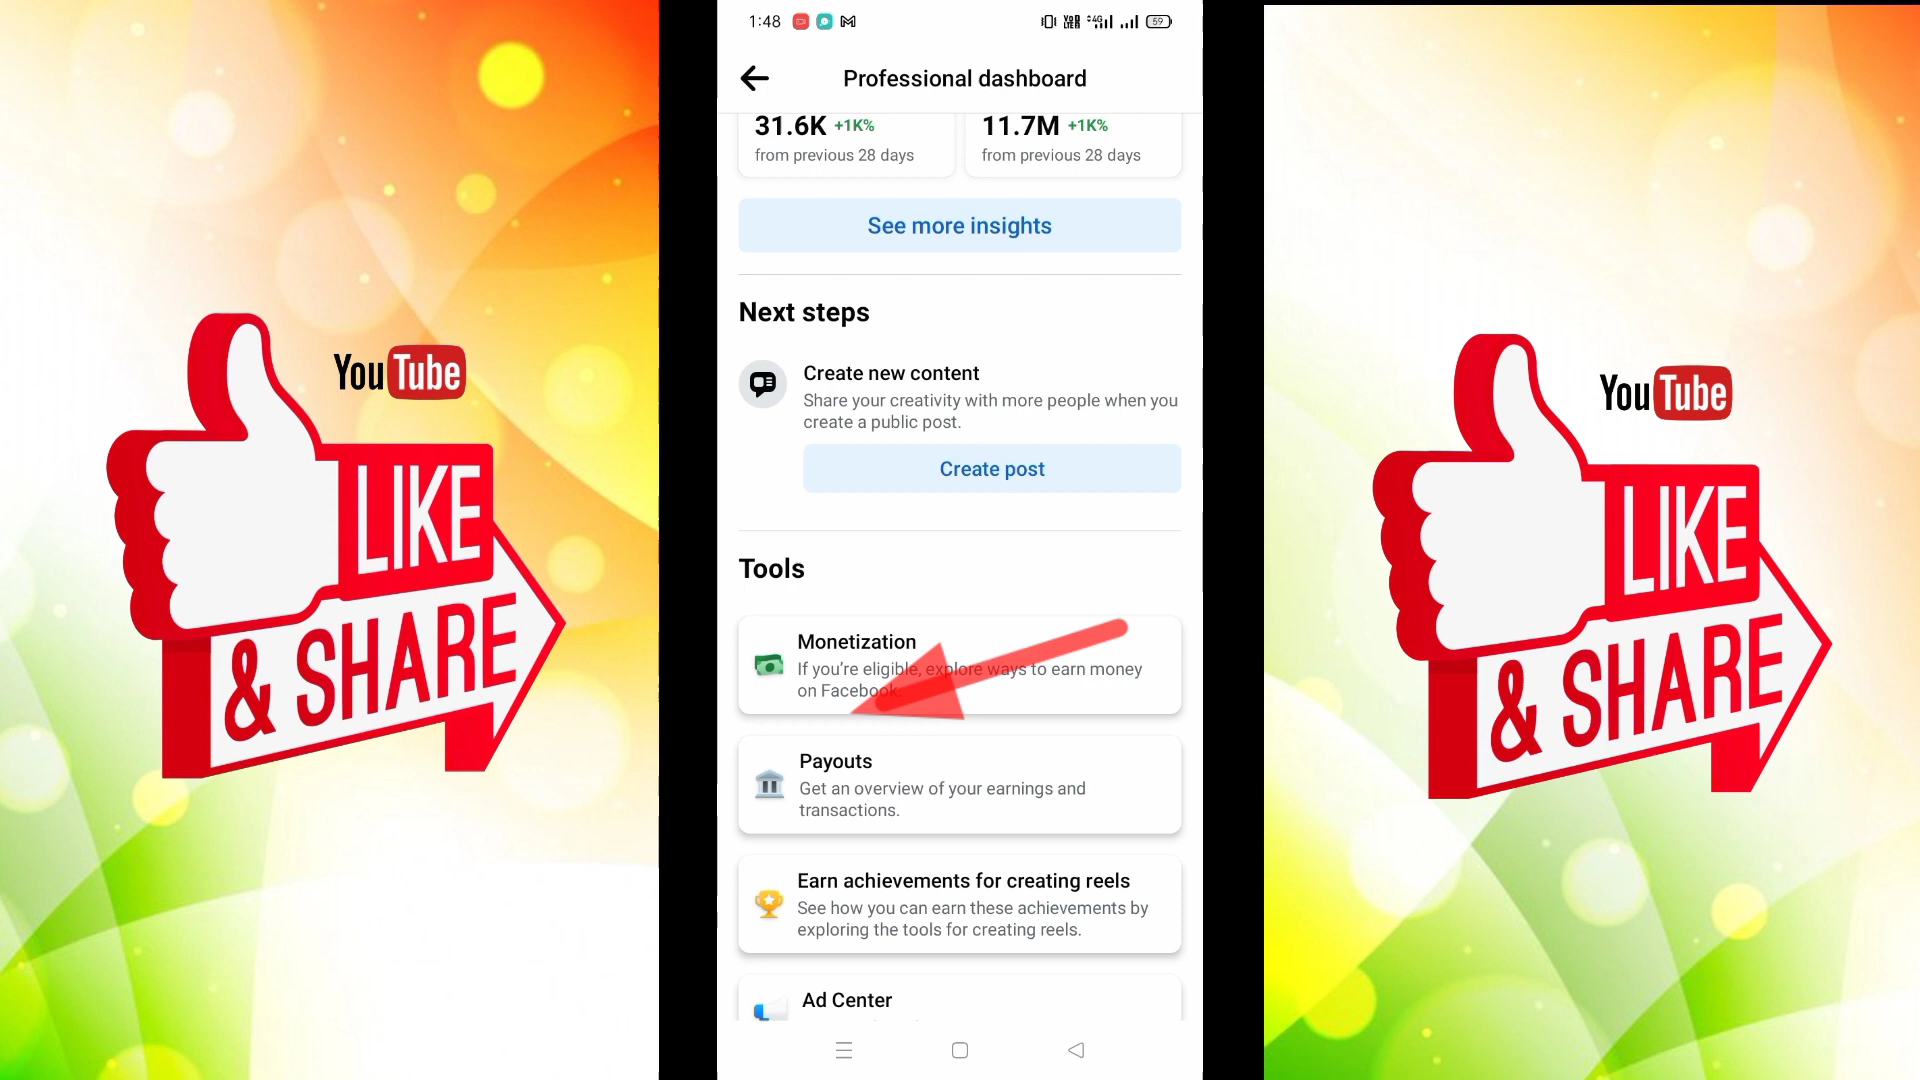 YouTube
LIKE
& SHARE
1:48
59
Professional dashboard
31.6K +1K%
from previous 28 days
11.7M +1K%
from previous 28 days
See more insights
Next steps
Create new content
Share your creativity with more people when you
create a public post.
Create post
Tools
Monetization
If you’re eligible, explore ways to earn money
on Facebook.
Payouts
Get an overview of your earnings and
transactions.
Earn achievements for creating reels
See how you can earn these achievements by
exploring the tools for creating reels.
Ad Center
YouTube
LIKE
& SHARE